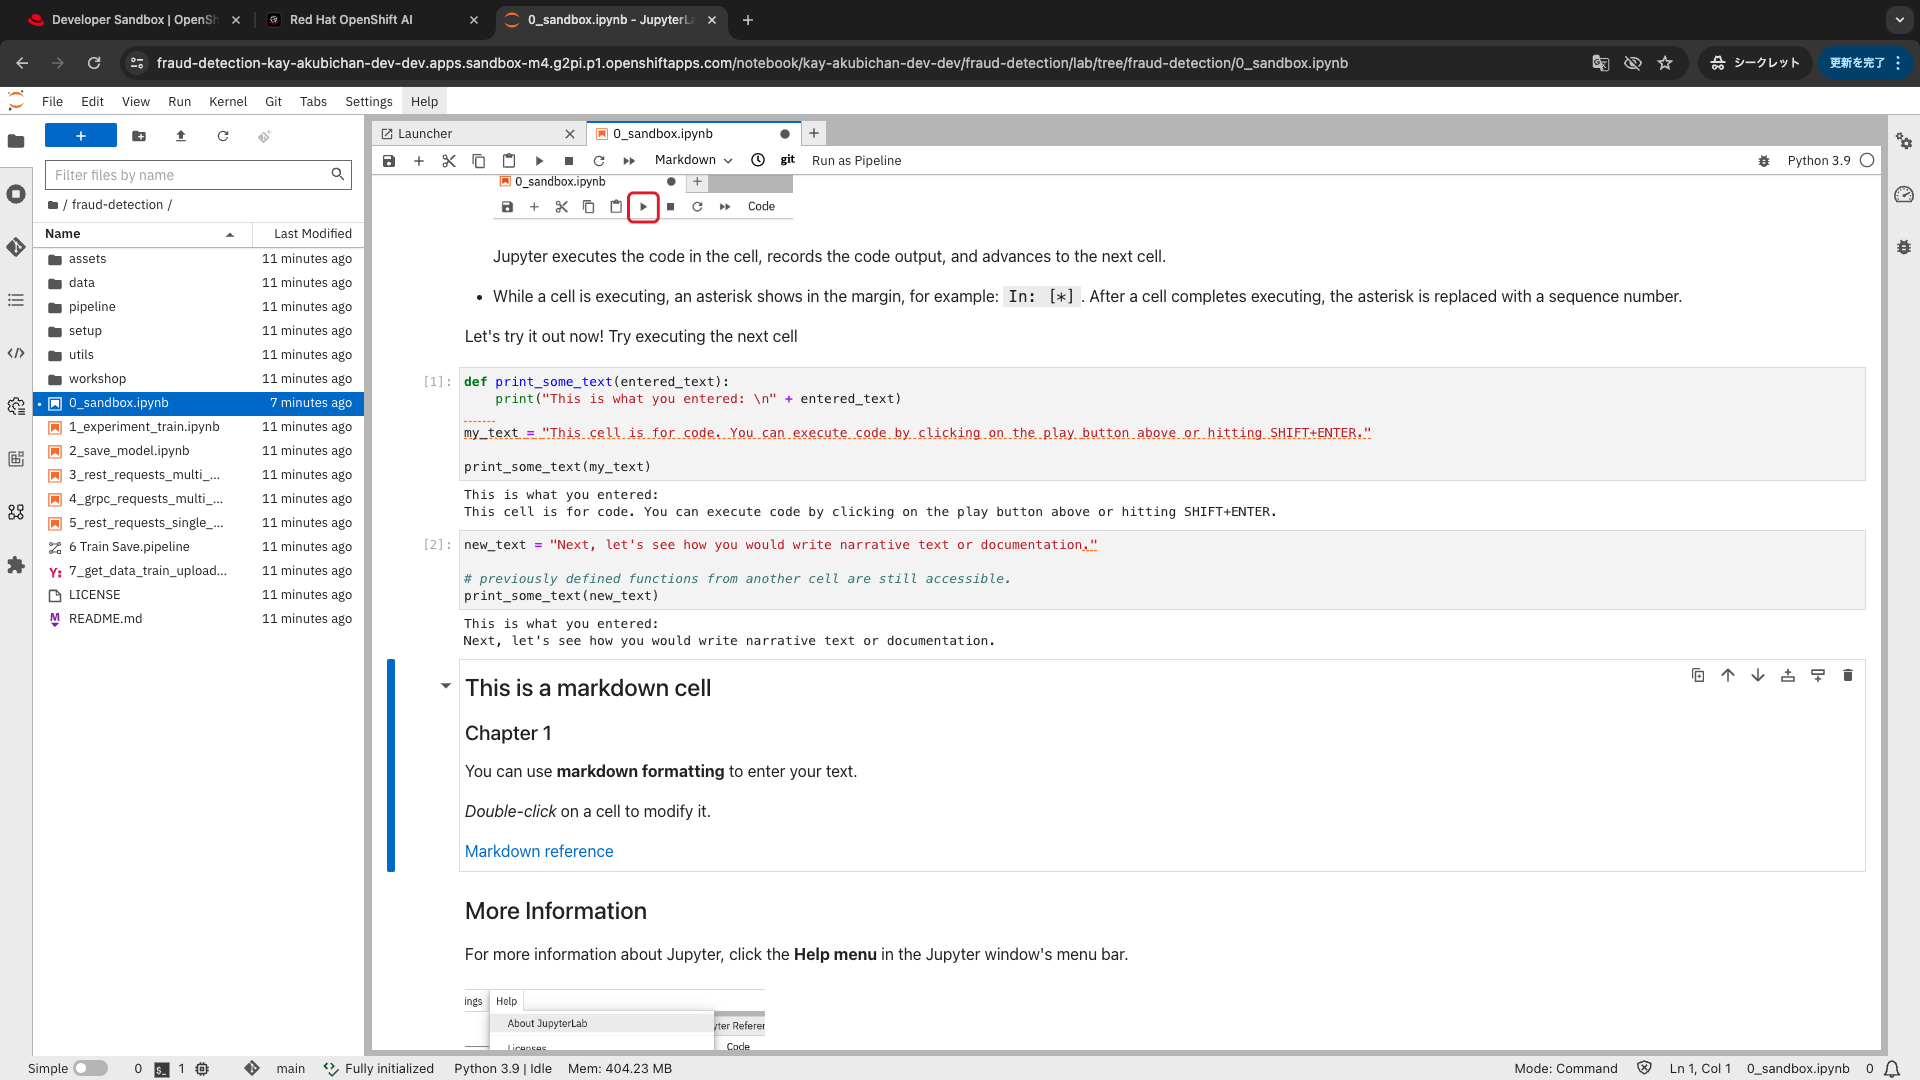 Developer Sandbox | OpenSh
Red Hat OpenShift AI
0_sandbox.ipynb - JupyterLa
fraud-detection-kay-akubichan-dev-dev.apps.sandbox-m4.g2pi.p1.openshiftapps.com/notebook/kay-akubichan-dev-dev/fraud-detection/lab/tree/fraud-detection/0_sandbox.ipynb
シークレット
更新を完了
File Edit View Run Kernel Git Tabs Settings Help
Filter files by name
/ fraud-detection /
Name Last Modified
assets 11 minutes ago
data 11 minutes ago
pipeline 11 minutes ago
setup 11 minutes ago
utils 11 minutes ago
workshop 11 minutes ago
0_sandbox.ipynb 7 minutes ago
1_experiment_train.ipynb 11 minutes ago
2_save_model.ipynb 11 minutes ago
3_rest_requests_multi_... 11 minutes ago
4_grpc_requests_multi_... 11 minutes ago
5_rest_requests_single_... 11 minutes ago
6 Train Save.pipeline 11 minutes ago
7_get_data_train_upload... 11 minutes ago
LICENSE 11 minutes ago
README.md 11 minutes ago
Launcher
0_sandbox.ipynb
Markdown git Run as Pipeline Python 3.9
0_sandbox.ipynb
Code
Jupyter executes the code in the cell, records the code output, and advances to the next cell.
• While a cell is executing, an asterisk shows in the margin, for example: In: [*] . After a cell completes executing, the asterisk is replaced with a sequence number.
Let's try it out now! Try executing the next cell
[1]: def print_some_text(entered_text):
print("This is what you entered: \n" + entered_text)
my_text = "This cell is for code. You can execute code by clicking on the play button above or hitting SHIFT+ENTER."
print_some_text(my_text)
This is what you entered:
This cell is for code. You can execute code by clicking on the play button above or hitting SHIFT+ENTER.
[2]: new_text = "Next, let's see how you would write narrative text or documentation."
# previously defined functions from another cell are still accessible.
print_some_text(new_text)
This is what you entered:
Next, let's see how you would write narrative text or documentation.
This is a markdown cell
Chapter 1
You can use markdown formatting to enter your text.
Double-click on a cell to modify it.
Markdown reference
More Information
For more information about Jupyter, click the Help menu in the Jupyter window's menu bar.
ings Help
About JupyterLab
yter Referen
Licenses
Code
Simple 0 1 main Fully initialized Python 3.9 | Idle Mem: 404.23 MB Mode: Command Ln 1, Col 1 0_sandbox.ipynb 0